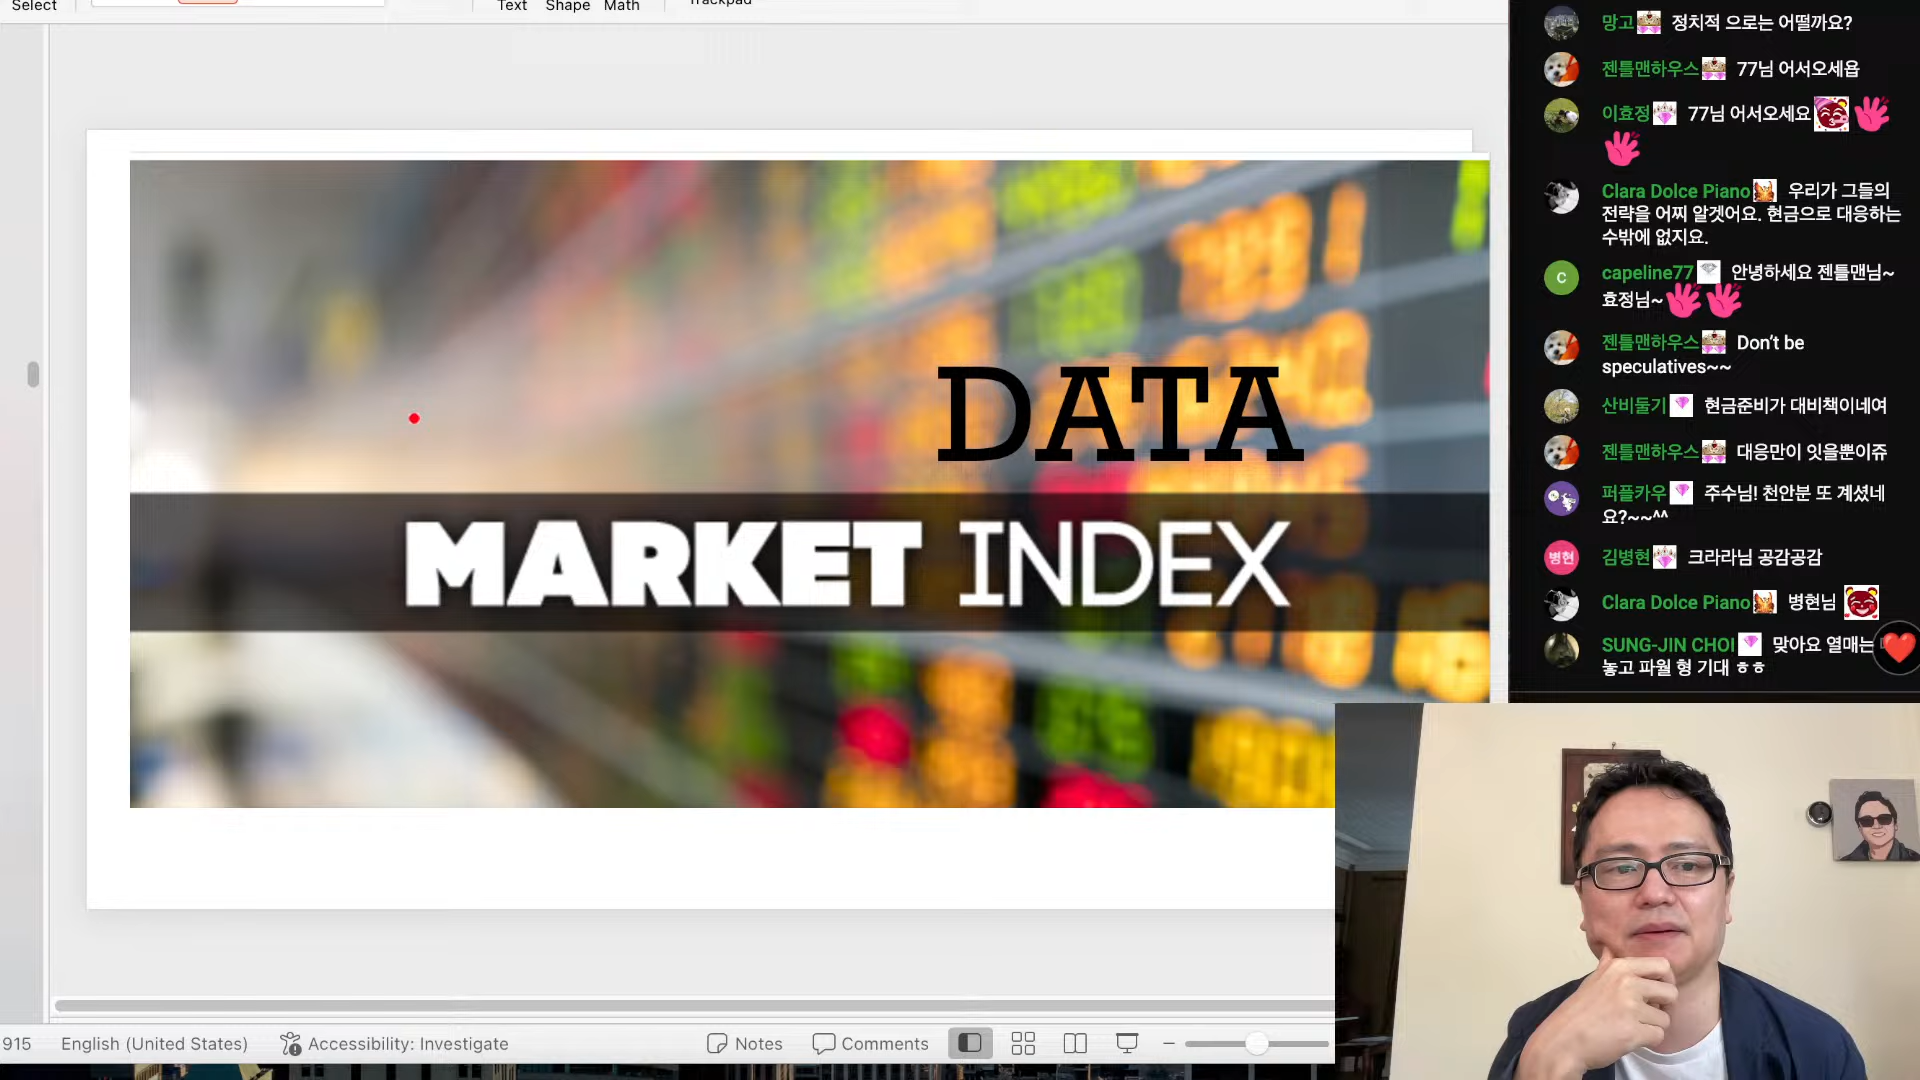 Select
Text Shape Math
Trackpad
DATA
MARKET INDEX
915 English (United States) Accessibility: Investigate Notes Comments
망고 정치적 으로는 어떨까요?
젠틀맨하우스 77님 어서오세욥
이효정 77님 어서오세요
Clara Dolce Piano 우리가 그들의
전략을 어찌 알겟어요. 현금으로 대응하는
수밖에 없지요.
C
capeline77 안녕하세요 젠틀맨님~
효정님~
젠틀맨하우스 Don’t be
speculatives~~
산비둘기 현금준비가 대비책이네여
젠틀맨하우스 대응만이 잇을뿐이쥬
퍼플카우 주수님! 천안분 또 계셨네
요?~~^^
병현
김병현 크라라님 공감공감
Clara Dolce Piano 병현님
SUNG-JIN CHOI 맞아요 열매는
놓고 파월 형 기대 ㅎㅎ